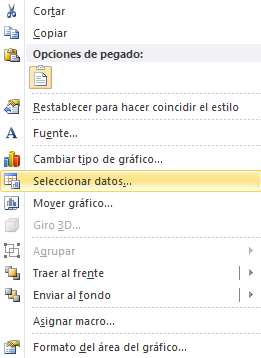 Cortar
Copiar
Opciones de pegado:
Restablecer para hacer coincidir el estilo
A Fuente...
Cambiar tipo de gráfico...
Seleccionar datos...
Mover gráfico...
Giro 3D...
Agrupar
Traer al frente
Enviar al fondo
Asignar macro...
Formato del área del gráfico...